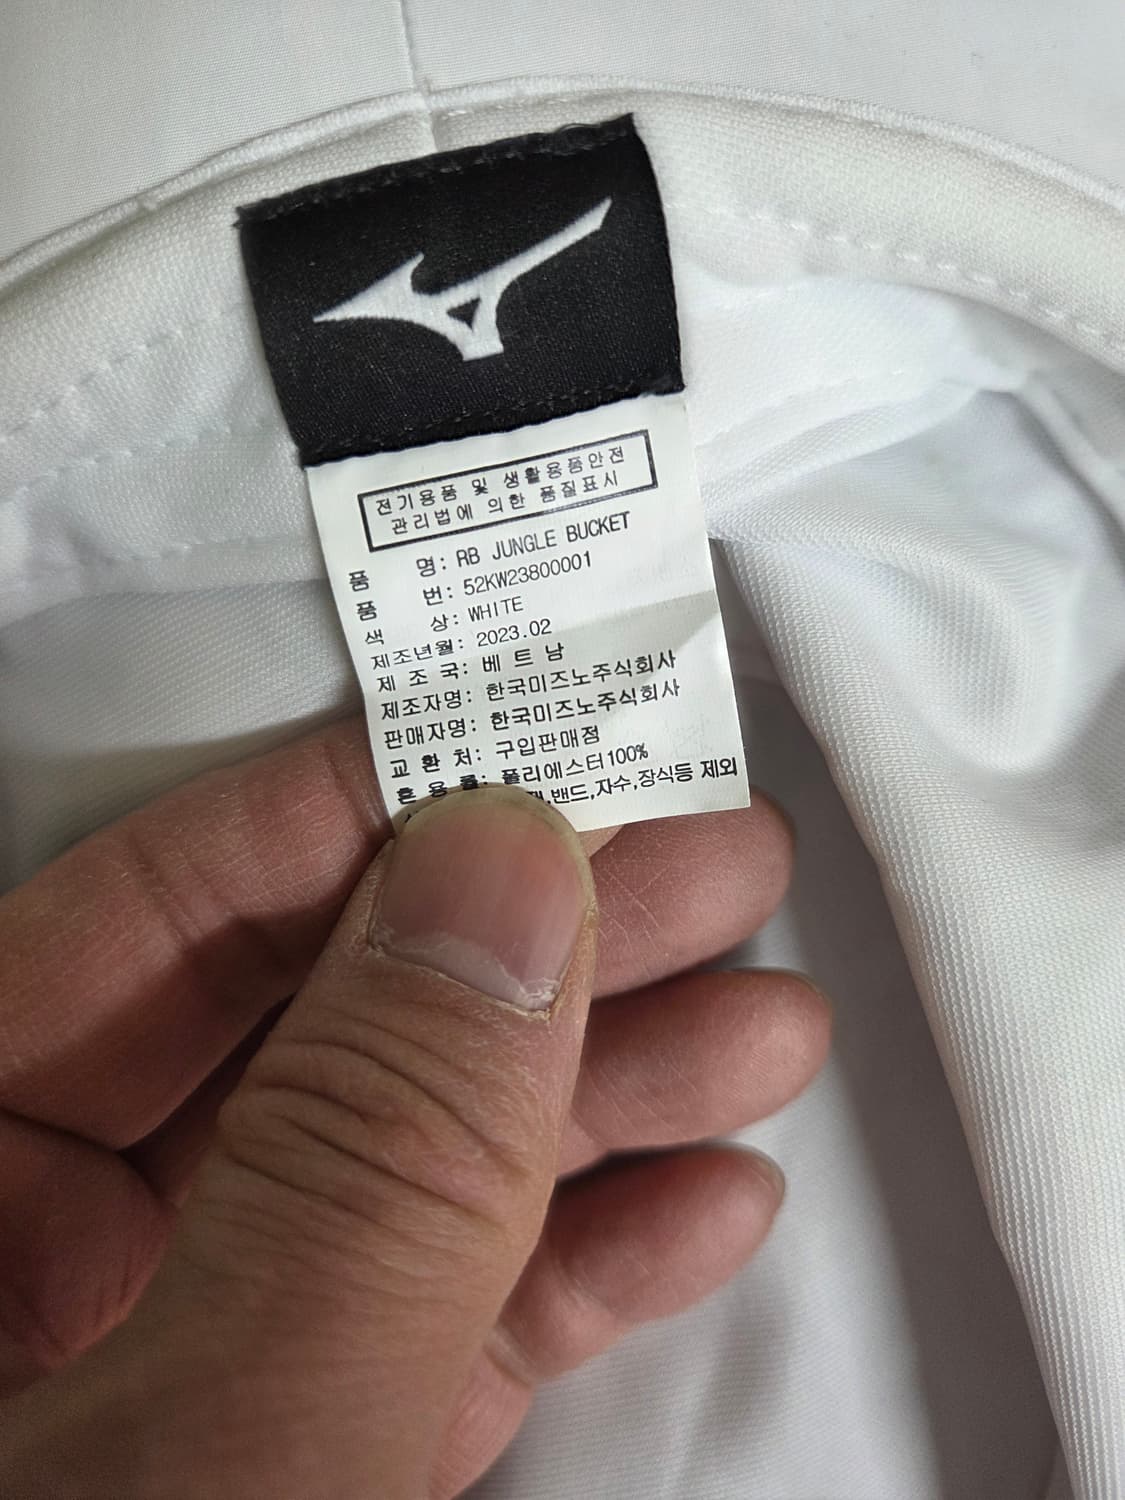 전기용품 및 생활용품안전
관리법에 의한 품질표시
품 명: RB JUNGLE BUCKET
품 번: 52KW23800001
색 상: WHITE
제조년월: 2023.02
제 조 국: 베 트 남
제조자명: 한국미즈노주식회사
판매자명: 한국미즈노주식회사
교 환 처: 구입판매점
혼 용 률: 폴리에스터100%
,밴드,자수,장식등 제외